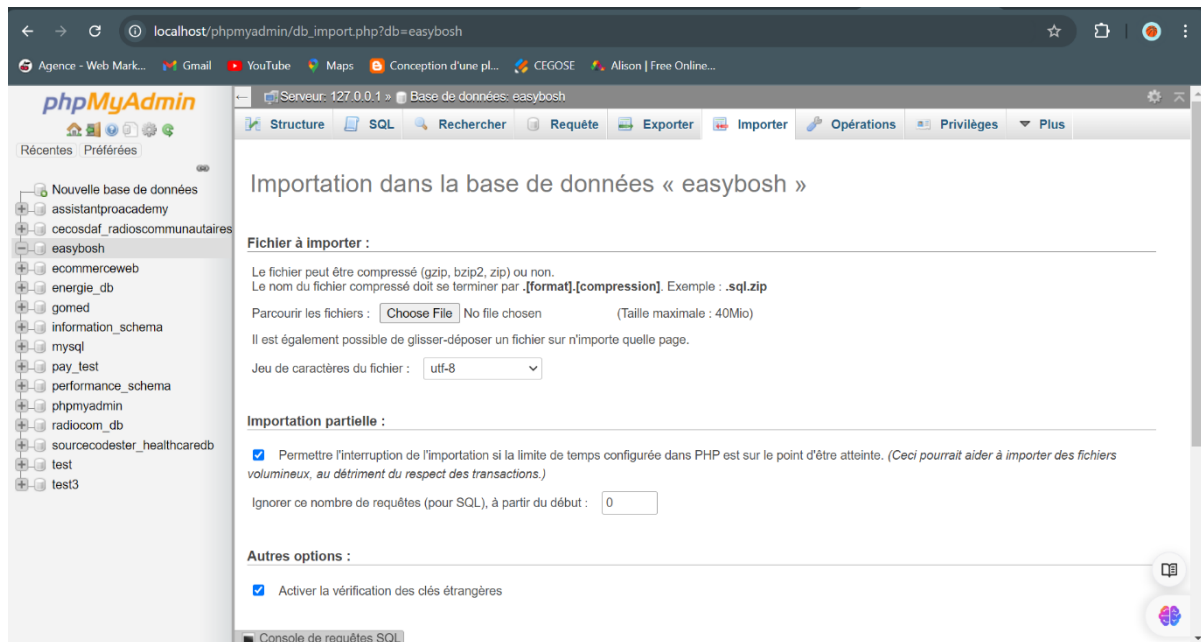 localhost/phpmyadmin/db_import.php?db=easybosh
Agence - Web Mark... Gmail YouTube Maps Conception d'une pl... CEGOSE Alison | Free Online...
phpMyAdmin
Récentes Préférées
Nouvelle base de données
assistantproacademy
cecosdaf_radioscommunautaires
easybosh
ecommerceweb
energie_db
gomed
information_schema
mysql
pay_test
performance_schema
phpmyadmin
radiocom_db
sourcecodester_healthcaredb
test
test3
Serveur: 127.0.0.1 » Base de données: easybosh
Structure SQL Rechercher Requête Exporter Importer Opérations Privilèges Plus
Importation dans la base de données « easybosh »
Fichier à importer :
Le fichier peut être compressé (gzip, bzip2, zip) ou non.
Le nom du fichier compressé doit se terminer par .[format].[compression]. Exemple : .sql.zip
Parcourir les fichiers : Choose File No file chosen (Taille maximale : 40Mio)
Il est également possible de glisser-déposer un fichier sur n'importe quelle page.
Jeu de caractères du fichier : utf-8
Importation partielle :
Permettre l'interruption de l'importation si la limite de temps configurée dans PHP est sur le point d'être atteinte. (Ceci pourrait aider à importer des fichiers
volumineux, au détriment du respect des transactions.)
Ignorer ce nombre de requêtes (pour SQL), à partir du début : 0
Autres options :
Activer la vérification des clés étrangères
Console de requêtes SQL